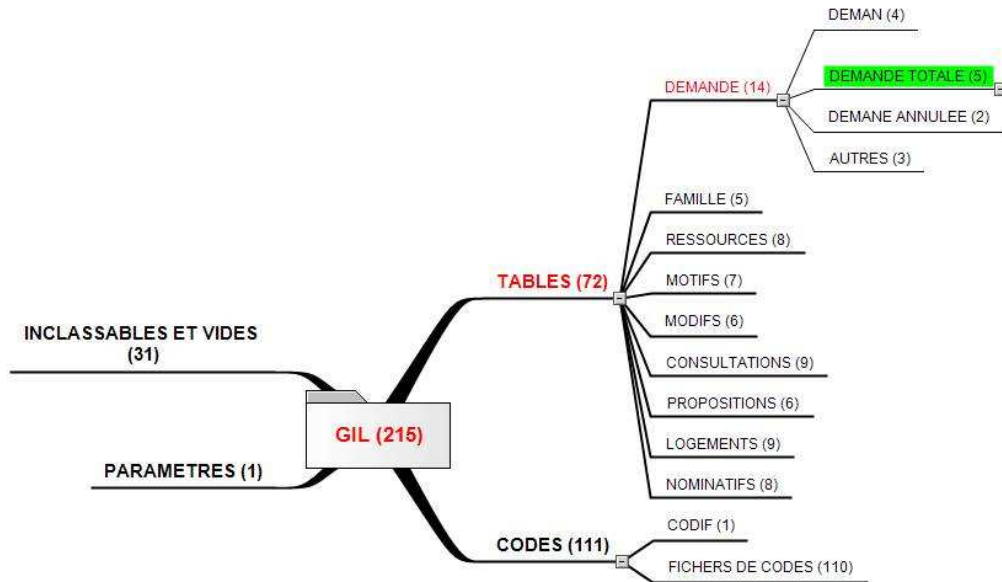 DEMAN (4)
DEMANDE TOTALE (5)
DEMANDE (14)
DEMANE ANNULEE (2)
AUTRES (3)
FAMILLE (5)
RESSOURCES (8)
TABLES (72)
MOTIFS (7)
MODIFS (6)
INCLASSABLES ET VIDES
(31)
CONSULTATIONS (9)
PROPOSITIONS (6)
GIL (215)
LOGEMENTS (9)
PARAMETRES (1)
NOMINATIFS (8)
CODIF (1)
CODES (111)
FICHERS DE CODES (110)